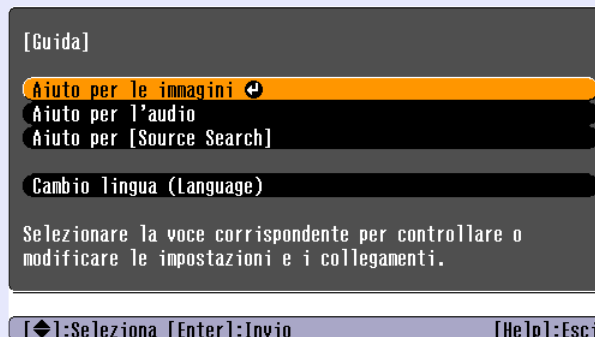 [Guida]
Aiuto per le immagini
Aiuto per l'audio
Aiuto per [Source Search]
Cambio lingua (Language)
Selezionare la voce corrispondente per controllare o
modificare le impostazioni e i collegamenti.
[◆]:Seleziona [Enter]:Invio [Help]:Esci